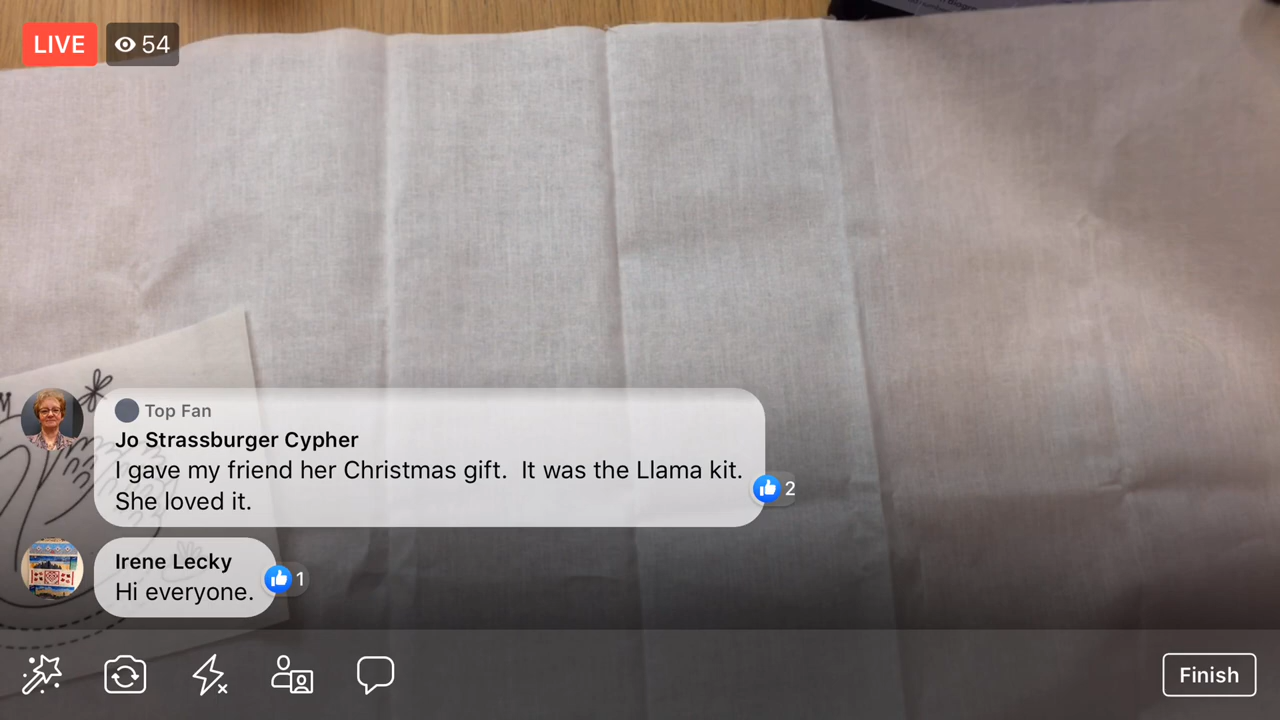 LIVE
54
Top Fan
Jo Strassburger Cypher
I gave my friend her Christmas gift.  It was the Llama kit.
She loved it.
2
Irene Lecky
Hi everyone.
1
Finish